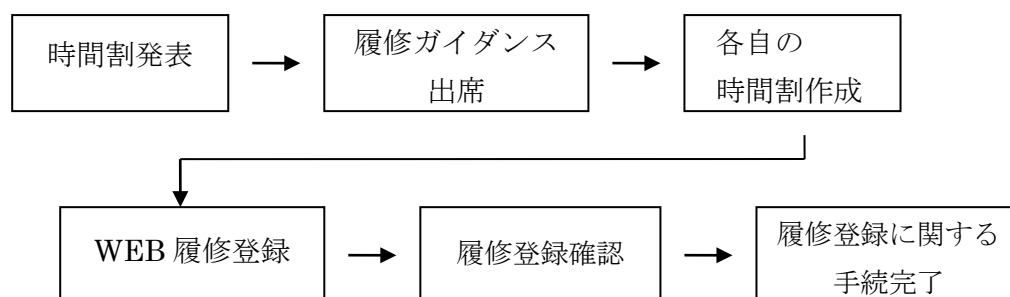 時間割発表
履修ガイダンス
出席
各自の
時間割作成
WEB 履修登録
履修登録確認
履修登録に関する
手続完了